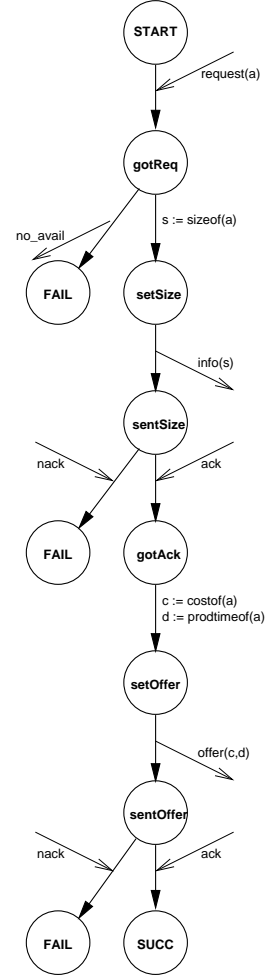 START
request(a)
gotReq
no_avail
s := sizeof(a)
FAIL
setSize
info(s)
sentSize
nack
ack
FAIL
gotAck
c := costof(a)
d := prodtimeof(a)
setOffer
offer(c,d)
sentOffer
nack
ack
FAIL
SUCC